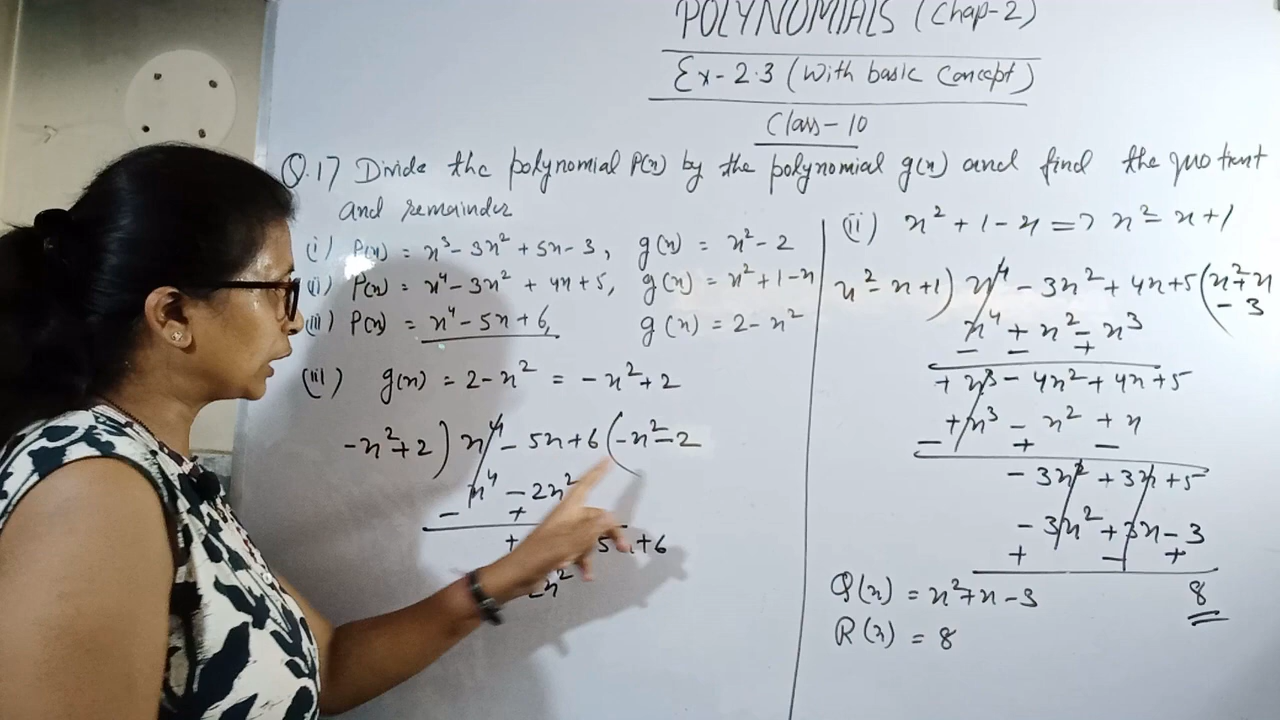 POLYNOMIALS (Chap-2)
Ex-2.3 (With basic Concept)
Class-10
Q.17 Divide the polynomial P(x) by the polynomial g(x) and find the quotient
and remainder
(i) P(x) = x³ - 3x² + 5x - 3, g(x) = x² - 2
(ii) P(x) = x⁴ - 3x² + 4x + 5, g(x) = x² + 1 - x
(iii) P(x) = x⁴ - 5x + 6, g(x) = 2 - x²
(iii) g(x) = 2 - x² = -x² + 2
-x² + 2) x⁴ - 5x + 6 (-x² - 2
x⁴ - 2x²
- +
+ 5x + 6
2x²
(ii) x² + 1 - x => x² - x + 1
x² - x + 1) x⁴ - 3x² + 4x + 5 (x² + x
- 3
x⁴ + x² - x³
- - +
+ x³ - 4x² + 4x + 5
+ x³ - x² + x
- + -
- 3x² + 3x + 5
- 3x² + 3x - 3
+ - +
8
Q(x) = x² + x - 3
R(x) = 8